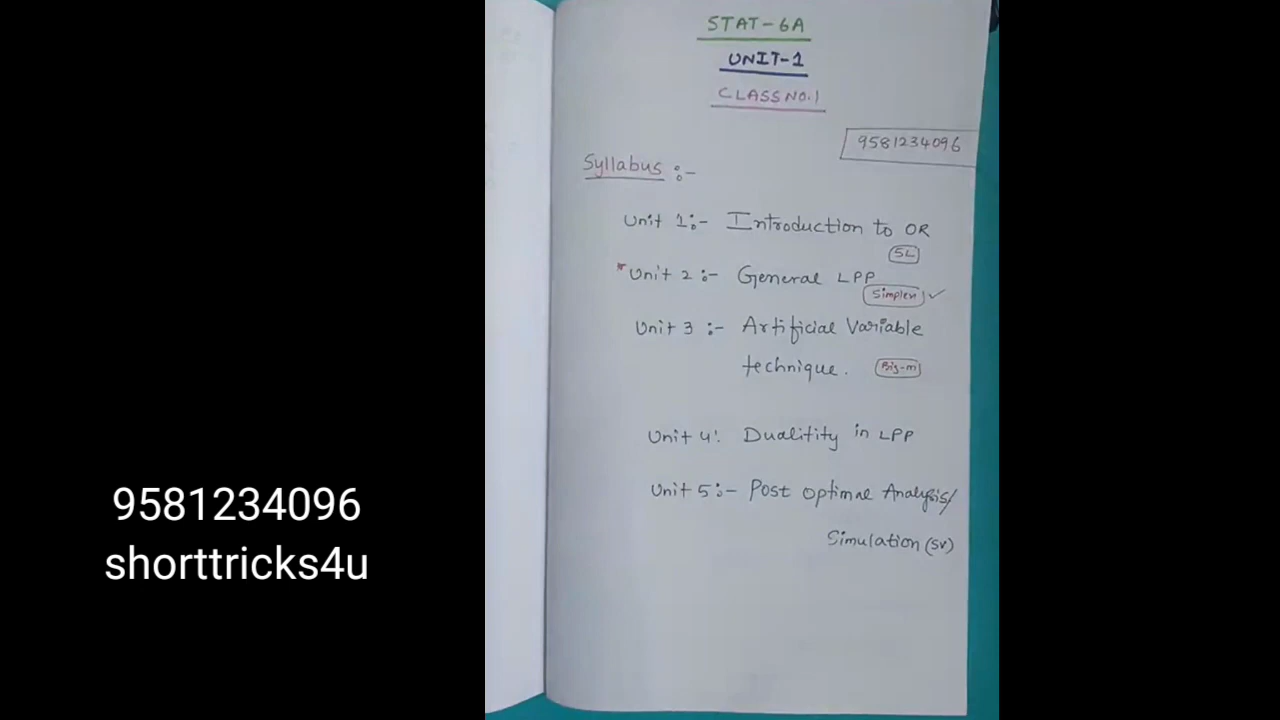 STAT-6A
UNIT-1
CLASS NO.1
9581234096
Syllabus :-
Unit 1:- Introduction to OR
5L
* Unit 2 :- General LPP
Simplex ✓
Unit 3 :- Artificial Variable
technique. Big-m
Unit 4: Dualitity in LPP
Unit 5:- Post Optimal Analysis/
Simulation (SV)
9581234096
shorttricks4u